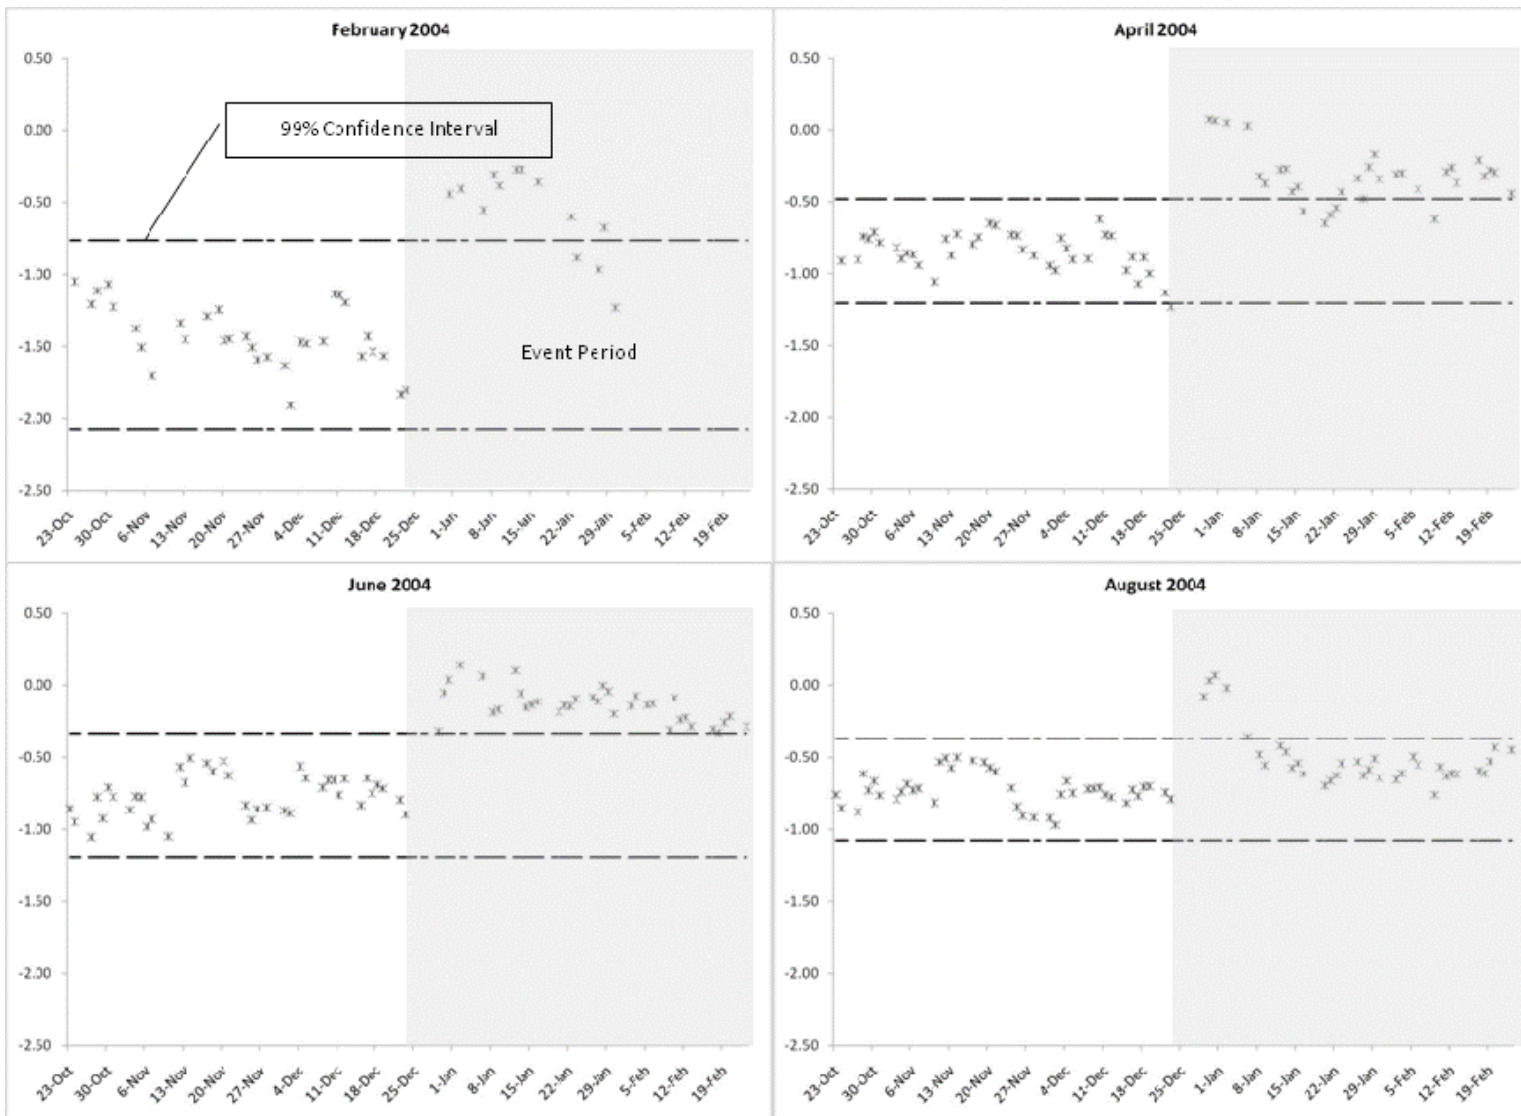 February 2004
0.50
0.00
-0.50
-1.00
-1.50
-2.00
-2.50
99% Confidence Interval
Event Period
23-Oct
30-Oct
6-Nov
13-Nov
20-Nov
27-Nov
4-Dec
11-Dec
18-Dec
25-Dec
1-Jan
8-Jan
15-Jan
22-Jan
29-Jan
5-Feb
12-Feb
19-Feb
April 2004
0.50
0.00
-0.50
-1.00
-1.50
-2.00
-2.50
23-Oct
30-Oct
6-Nov
13-Nov
20-Nov
27-Nov
4-Dec
11-Dec
18-Dec
25-Dec
1-Jan
8-Jan
15-Jan
22-Jan
29-Jan
5-Feb
12-Feb
19-Feb
June 2004
0.50
0.00
-0.50
-1.00
-1.50
-2.00
-2.50
23-Oct
30-Oct
6-Nov
13-Nov
20-Nov
27-Nov
4-Dec
11-Dec
18-Dec
25-Dec
1-Jan
8-Jan
15-Jan
22-Jan
29-Jan
5-Feb
12-Feb
19-Feb
August 2004
0.50
0.00
-0.50
-1.00
-1.50
-2.00
-2.50
23-Oct
30-Oct
6-Nov
13-Nov
20-Nov
27-Nov
4-Dec
11-Dec
18-Dec
25-Dec
1-Jan
8-Jan
15-Jan
22-Jan
29-Jan
5-Feb
12-Feb
19-Feb